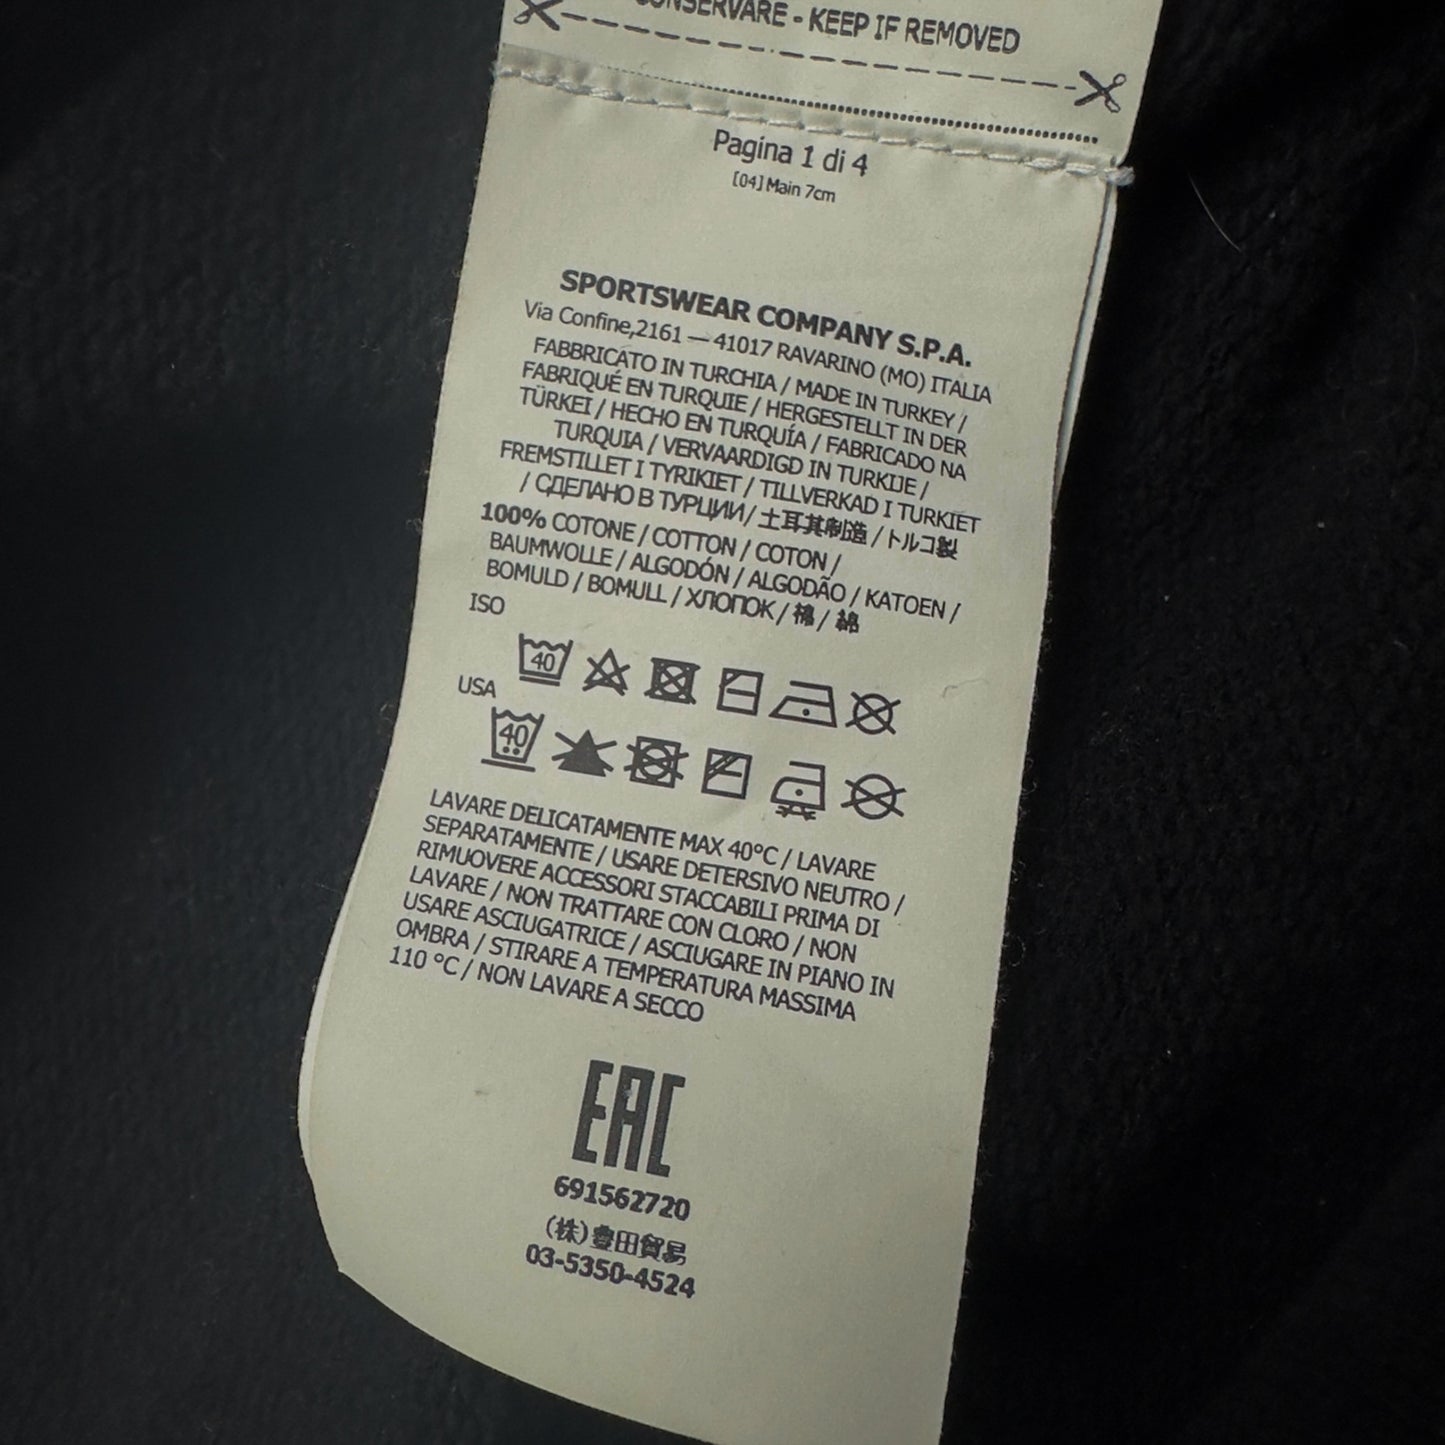 CONSERVARE - KEEP IF REMOVED
Pagina 1 di 4
[04] Main 7cm
SPORTSWEAR COMPANY S.P.A.
Via Confine,2161 — 41017 RAVARINO (MO) ITALIA
FABBRICATO IN TURCHIA / MADE IN TURKEY /
FABRIQUÉ EN TURQUIE / HERGESTELLT IN DER
TÜRKEI / HECHO EN TURQUÍA / FABRICADO NA
TURQUIA / VERVAARDIGD IN TURKIJE /
FREMSTILLET I TYRIKIET / TILLVERKAD I TURKIET
/ СДЕЛАНО В ТУРЦИИ / 土耳其制造 / トルコ製
100% COTONE / COTTON / COTON /
BAUMWOLLE / ALGODÓN / ALGODÃO / KATOEN /
BOMULD / BOMULL / ХЛОПОК / 棉 / 綿
ISO
40
USA
40
LAVARE DELICATAMENTE MAX 40°C / LAVARE
SEPARATAMENTE / USARE DETERSIVO NEUTRO /
RIMUOVERE ACCESSORI STACCABILI PRIMA DI
LAVARE / NON TRATTARE CON CLORO / NON
USARE ASCIUGATRICE / ASCIUGARE IN PIANO IN
OMBRA / STIRARE A TEMPERATURA MASSIMA
110 °C / NON LAVARE A SECCO
EAC
691562720
(株)豊田貿易
03-5350-4524